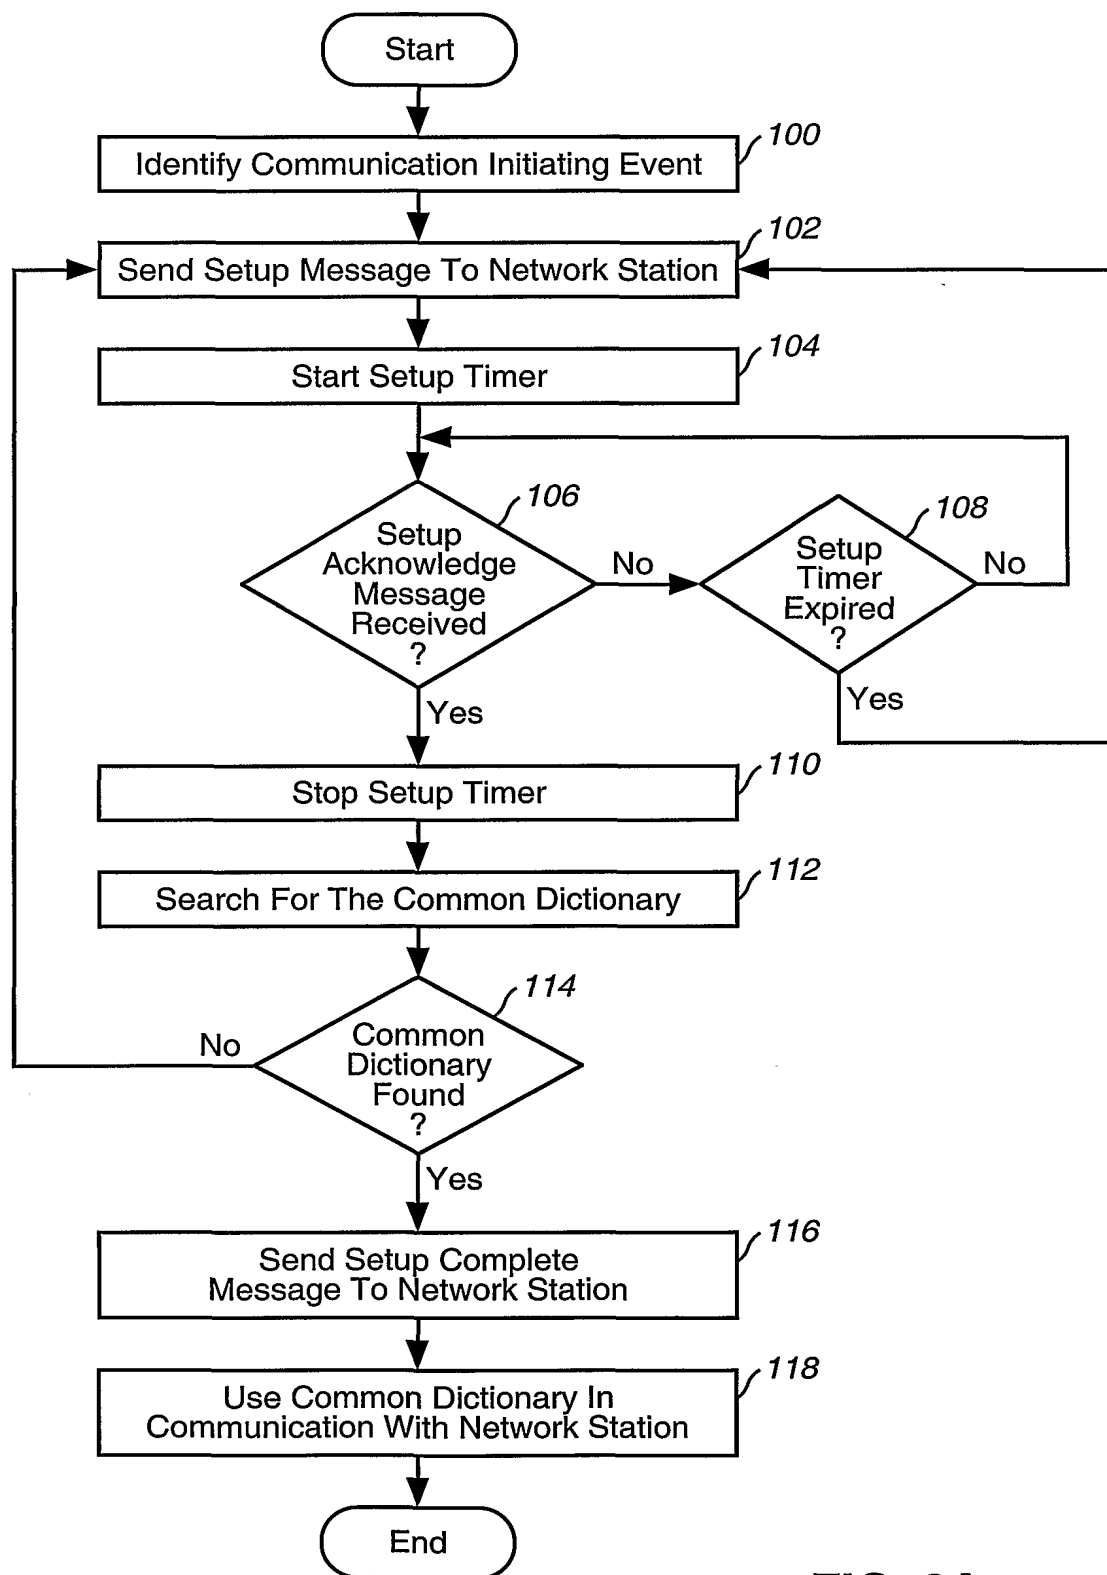 Start
100
Identify Communication Initiating Event
102
Send Setup Message To Network Station
104
Start Setup Timer
106
Setup
Acknowledge
Message
Received
?
No
108
Setup
Timer
Expired
?
No
Yes
Yes
110
Stop Setup Timer
112
Search For The Common Dictionary
114
Common
Dictionary
Found
?
No
Yes
116
Send Setup Complete
Message To Network Station
118
Use Common Dictionary In
Communication With Network Station
End